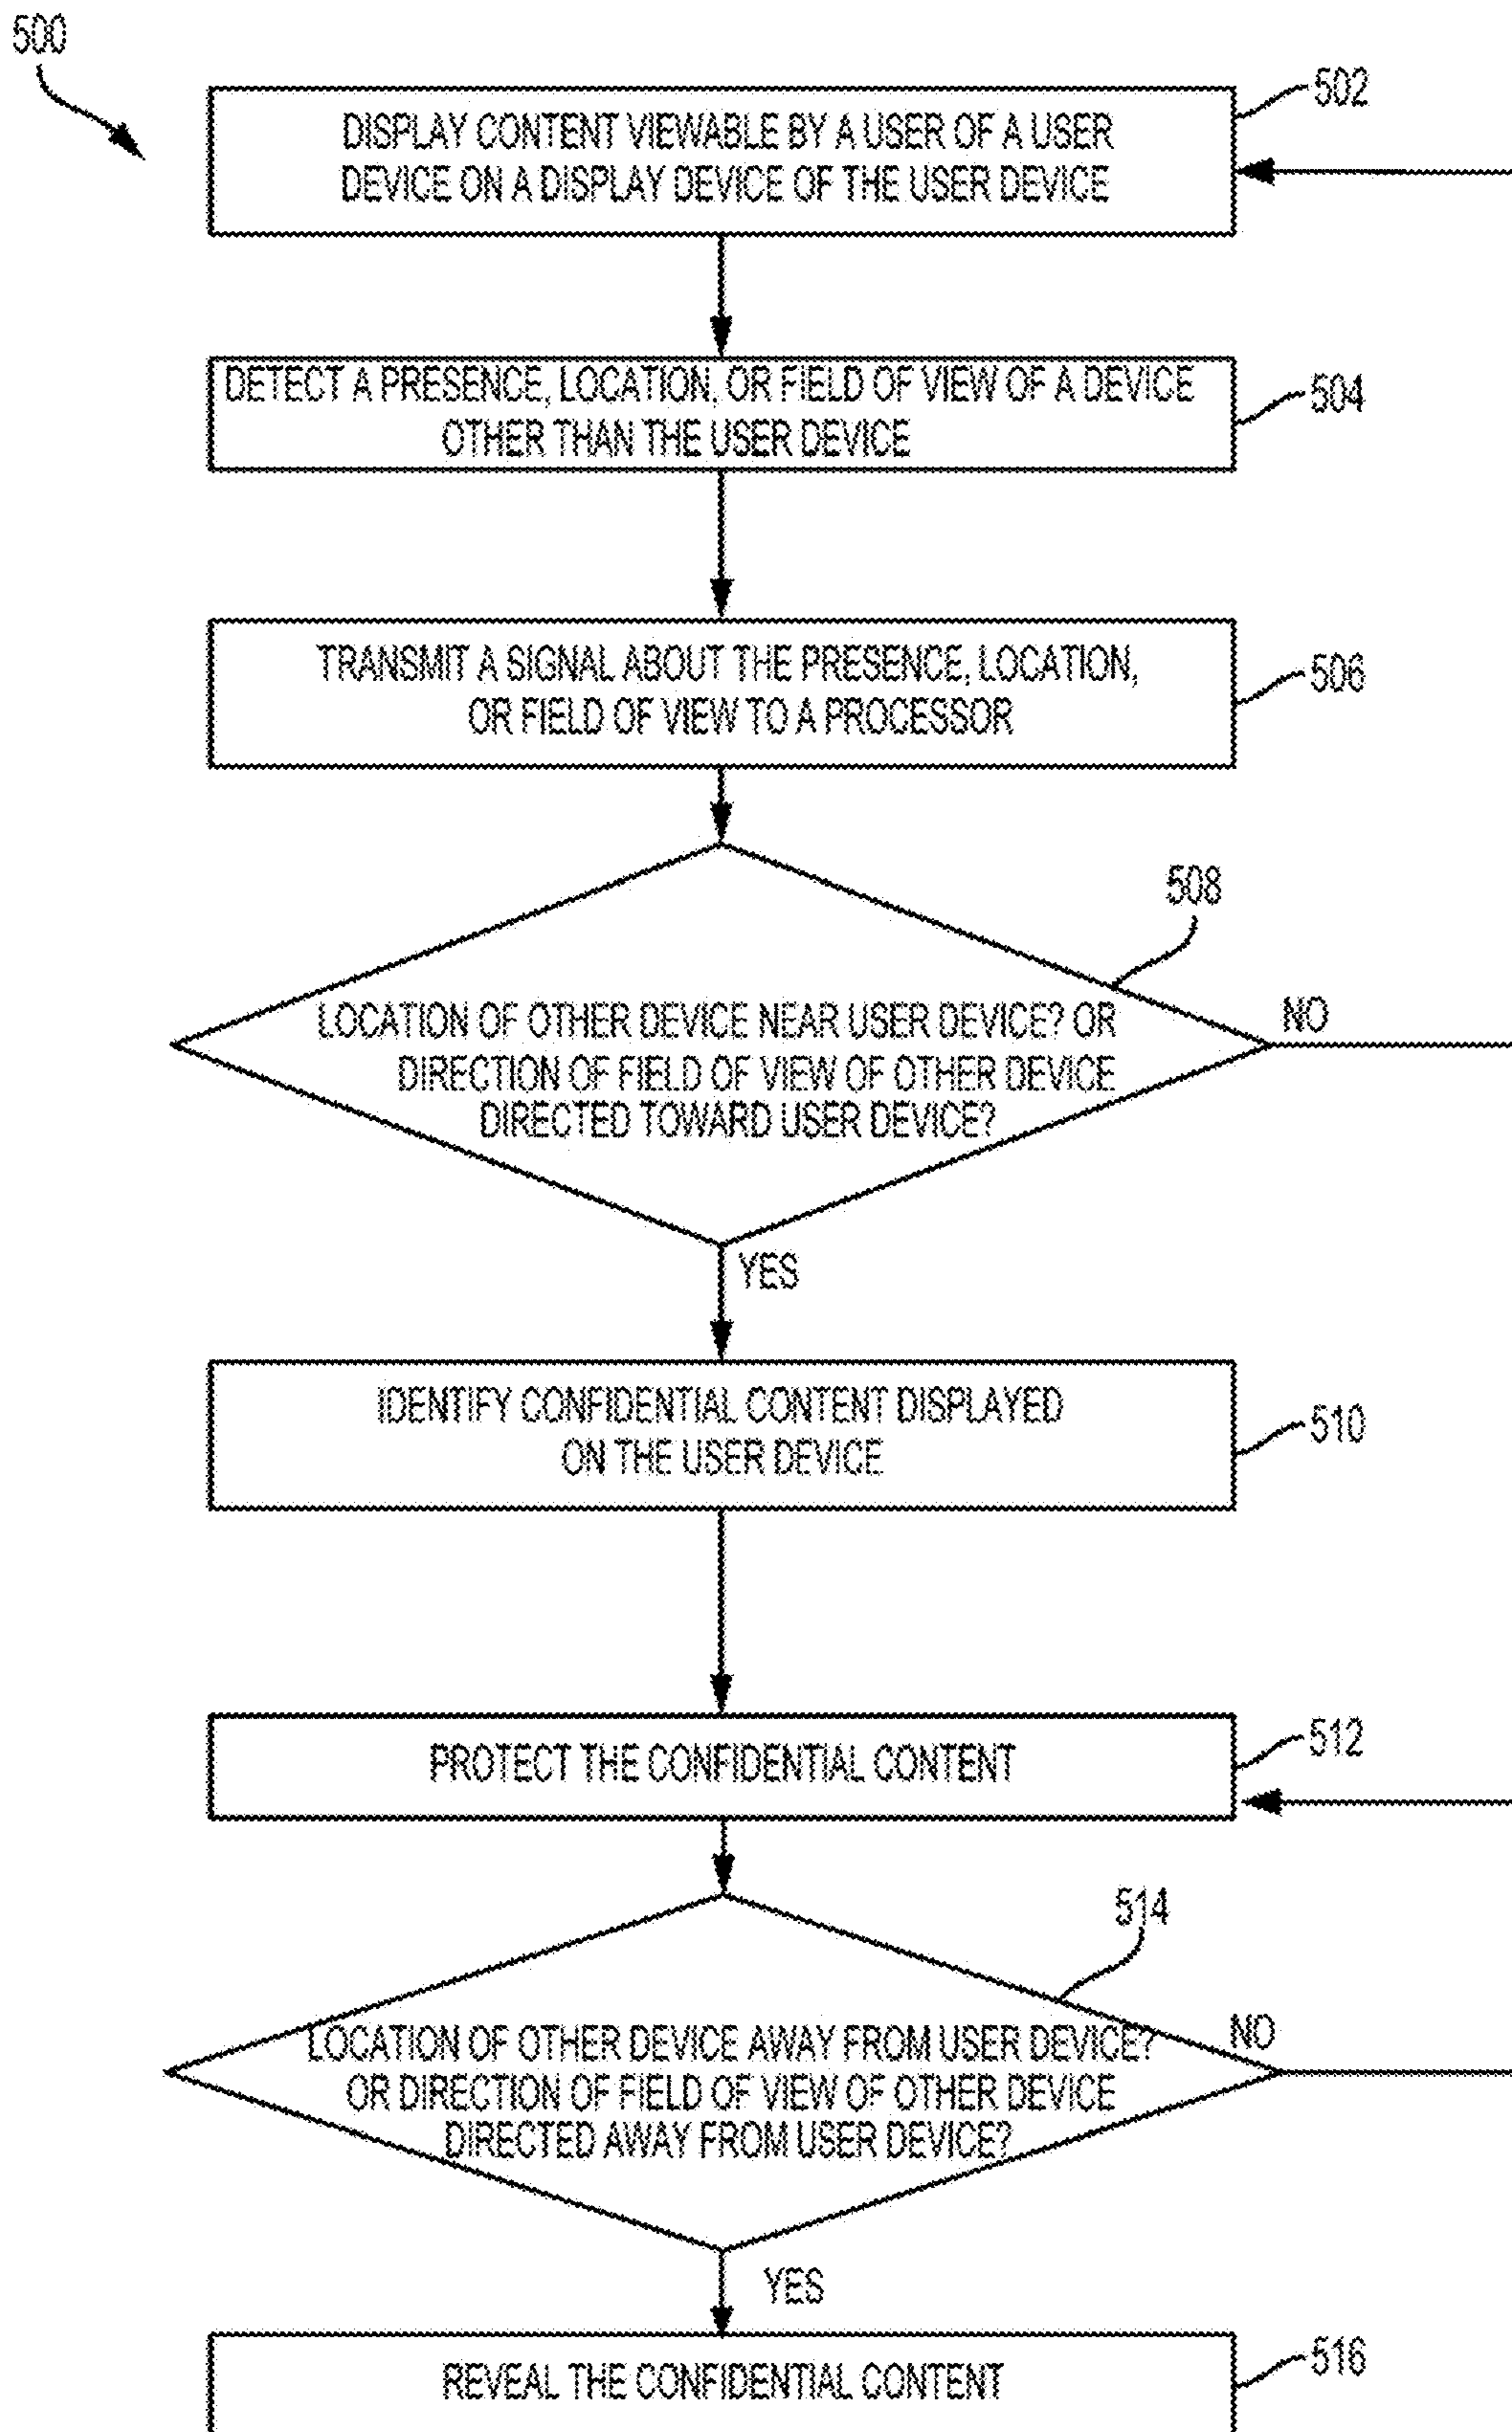 500
502
DISPLAY CONTENT VIEWABLE BY A USER OF A USER
DEVICE ON A DISPLAY DEVICE OF THE USER DEVICE
DETECT A PRESENCE, LOCATION, OR FIELD OF VIEW OF A DEVICE
OTHER THAN THE USER DEVICE
504
TRANSMIT A SIGNAL ABOUT THE PRESENCE, LOCATION,
OR FIELD OF VIEW TO A PROCESSOR
506
508
LOCATION OF OTHER DEVICE NEAR USER DEVICE? OR
DIRECTION OF FIELD OF VIEW OF OTHER DEVICE
DIRECTED TOWARD USER DEVICE?
NO
YES
IDENTIFY CONFIDENTIAL CONTENT DISPLAYED
ON THE USER DEVICE
510
PROTECT THE CONFIDENTIAL CONTENT
512
514
LOCATION OF OTHER DEVICE AWAY FROM USER DEVICE?
OR DIRECTION OF FIELD OF VIEW OF OTHER DEVICE
DIRECTED AWAY FROM USER DEVICE?
NO
YES
REVEAL THE CONFIDENTIAL CONTENT
516